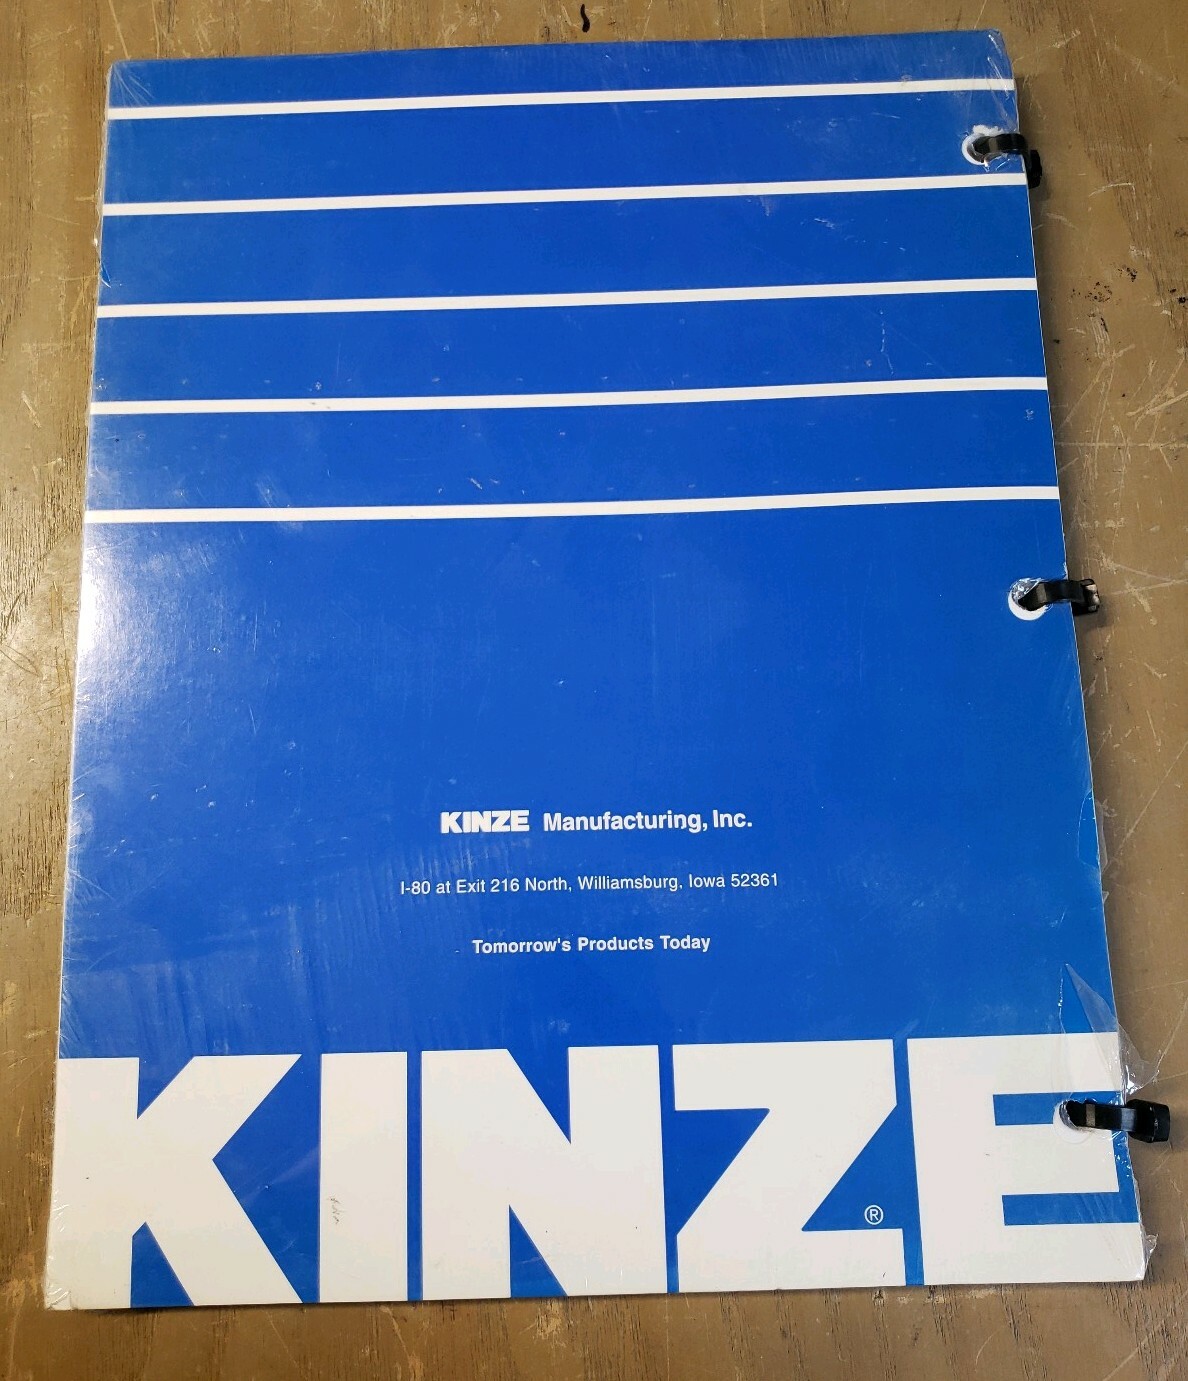 KINZE Manufacturing, Inc.
I-80 at Exit 216 North, Williamsburg, Iowa 52361
Tomorrow's Products Today
KINZE®